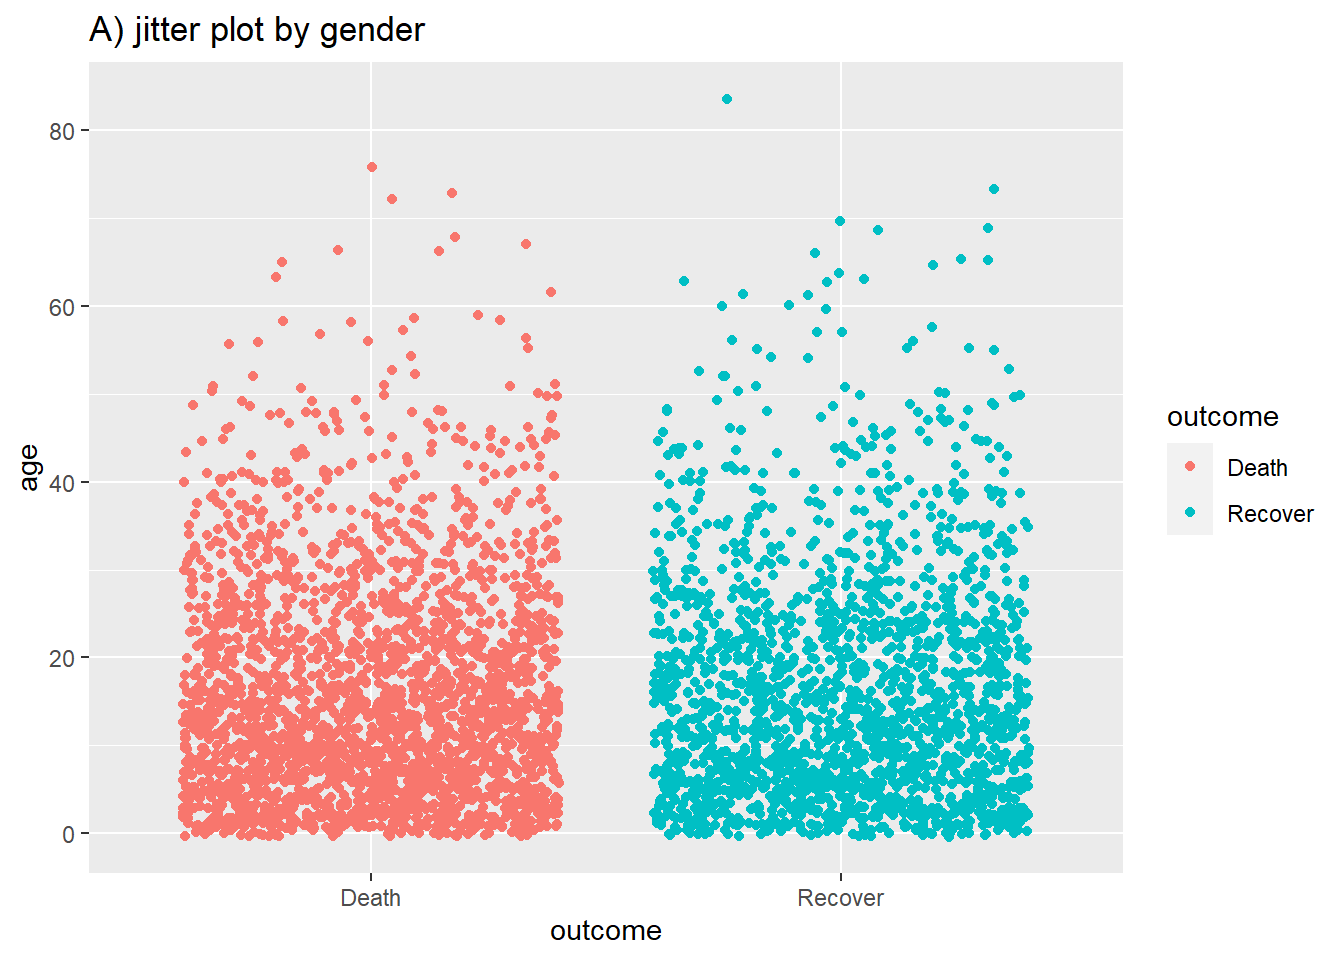 A) jitter plot by gender
80
60
40
20
0
age
Death
Recover
outcome
outcome
Death
Recover